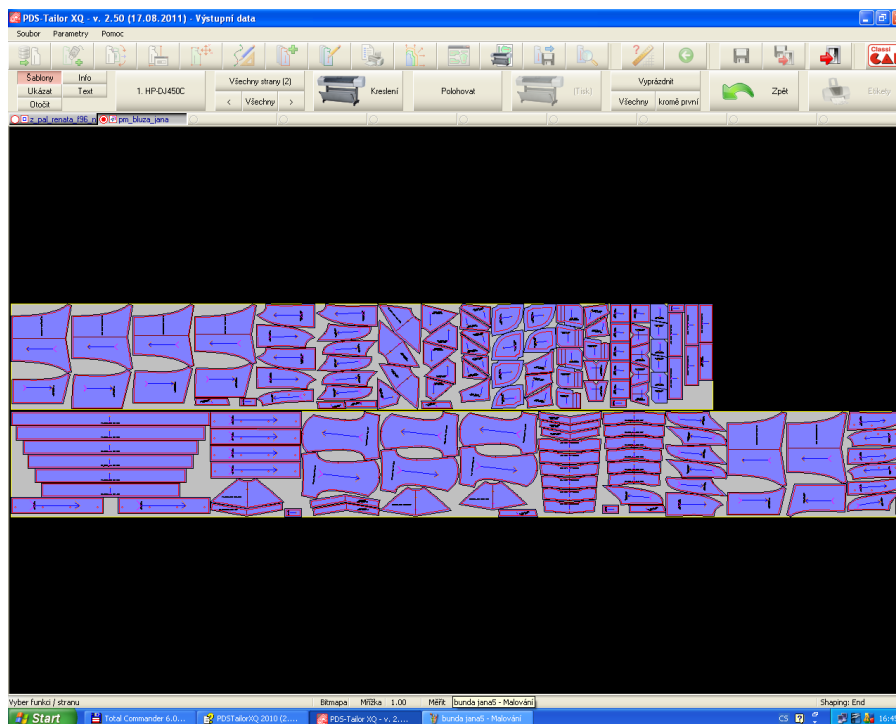 PDS-Tailor XQ - v. 2.50 (17.08.2011) - Výstupní data
Soubor Parametry Pomoc
Classi
CAD
Šablony Info
Ukázat Text
Otočit
1. HP-DJ450C
Všechny strany (2)
< Všechny >
Kreslení
Polohovat
(Tisk)
Vyprázdnit
Všechny kromě první
Zpět
Etikety
z_pal_renata_f96_n pm_bluza_jana
Vyber funkci / stranu Bitmapa Mřížka 1.00 Měřit bunda jana5 - Malování Shaping: End
Start Total Commander 6.0... PDSTailorXQ 2010 (2.... PDS-Tailor XQ - v. 2.... bunda jana5 - Malování CS